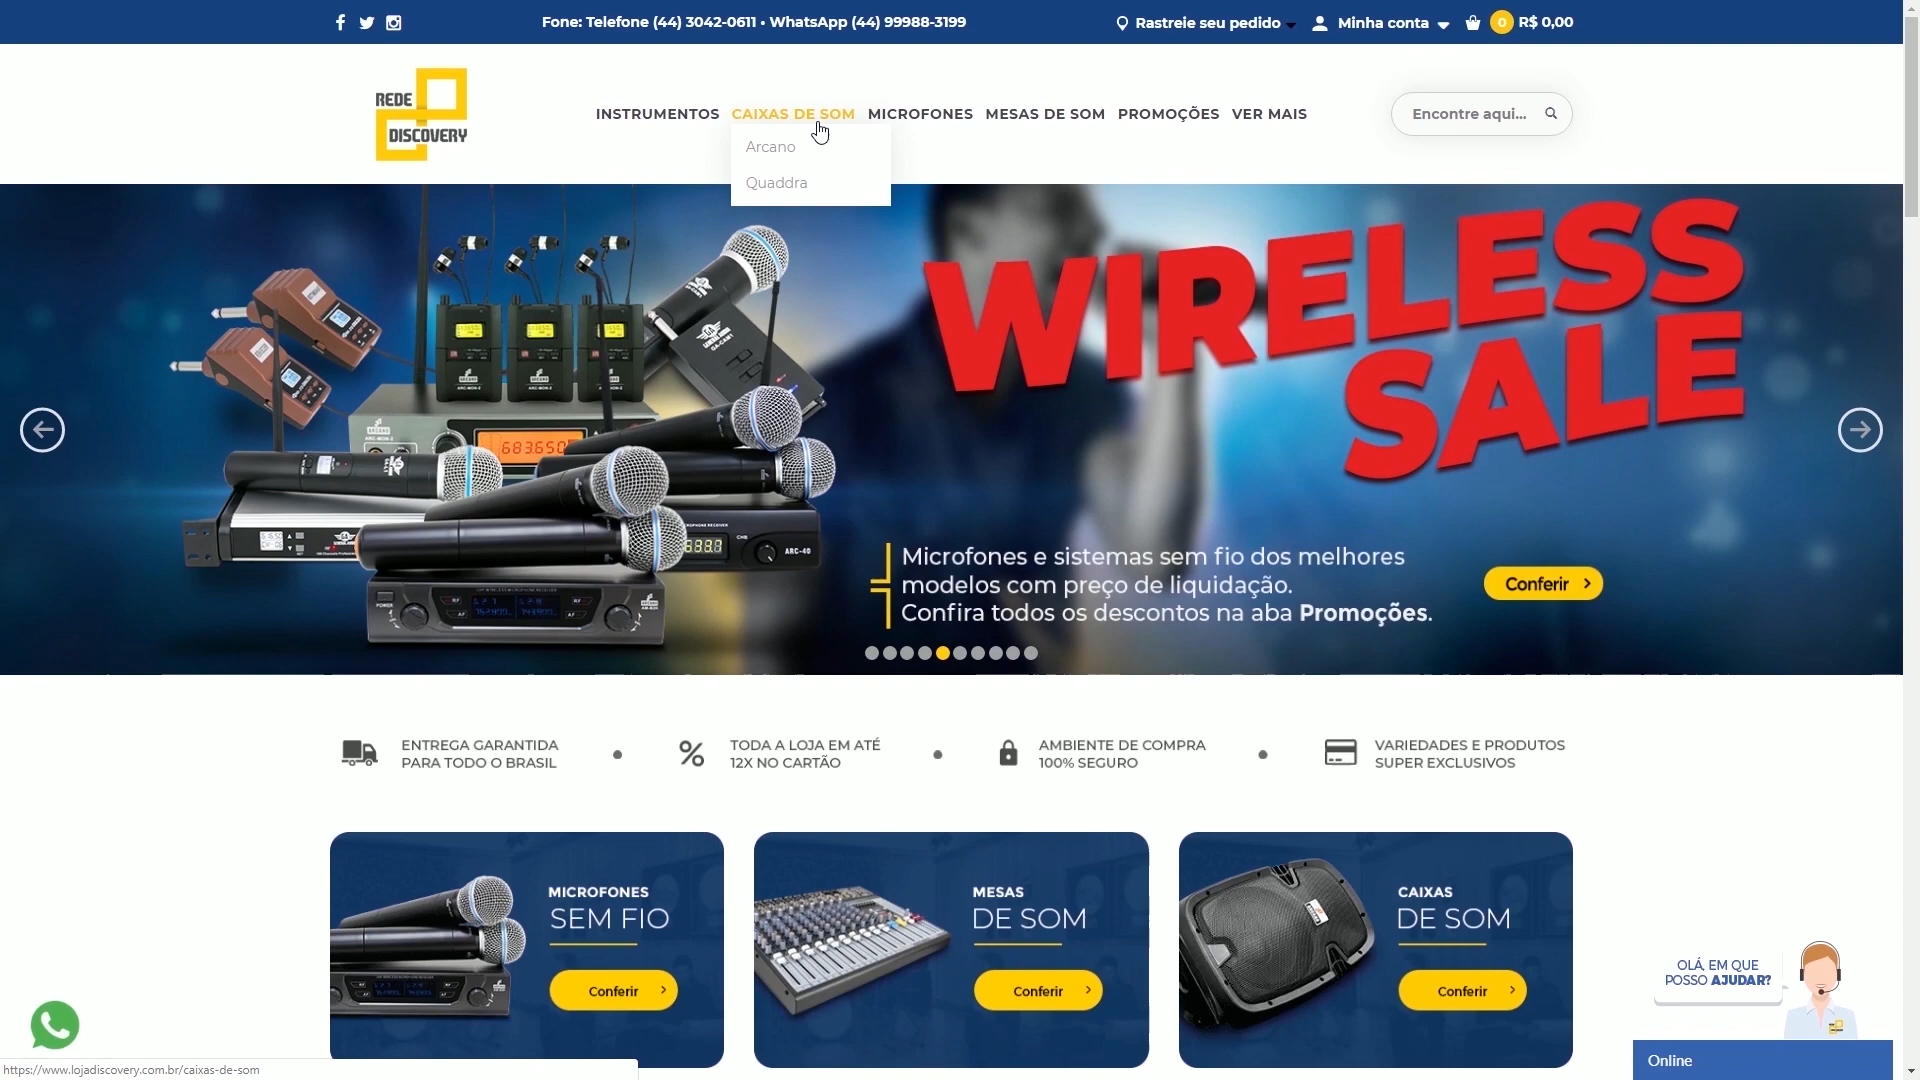 Fone: Telefone (44) 3042-0611 • WhatsApp (44) 99988-3199
Rastreie seu pedido
Minha conta
0
R$ 0,00
REDE
DISCOVERY
INSTRUMENTOS
CAIXAS DE SOM
MICROFONES
MESAS DE SOM
PROMOÇÕES
VER MAIS
Encontre aqui...
Arcano
Quaddra
WIRELESS
SALE
683.650
ARC-40
POWER
Microfones e sistemas sem fio dos melhores
modelos com preço de liquidação.
Confira todos os descontos na aba Promoções.
Conferir
ENTREGA GARANTIDA
PARA TODO O BRASIL
TODA A LOJA EM ATÉ
12X NO CARTÃO
AMBIENTE DE COMPRA
100% SEGURO
VARIEDADES E PRODUTOS
SUPER EXCLUSIVOS
MICROFONES
SEM FIO
Conferir
MESAS
DE SOM
Conferir
CAIXAS
DE SOM
Conferir
OLÁ, EM QUE
POSSO AJUDAR?
Online
https://www.lojadiscovery.com.br/caixas-de-som